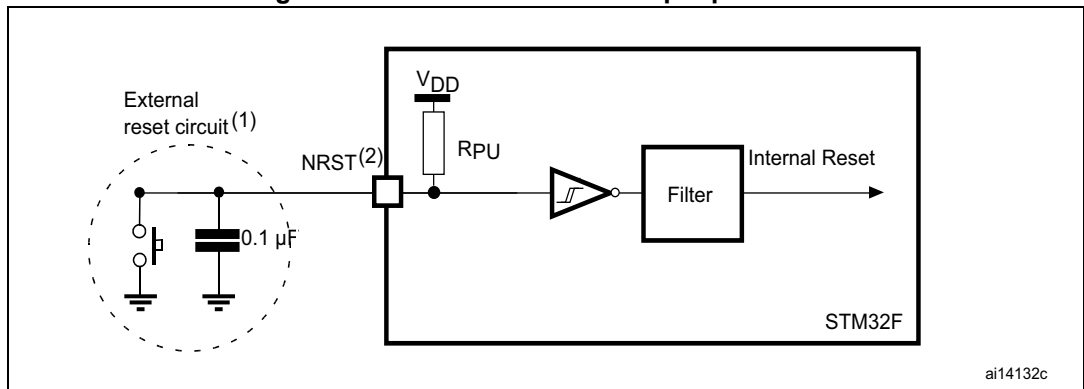 VDD
External
reset circuit(1)
NRST(2)
RPU
Internal Reset
Filter
0.1 µF
STM32F
ai14132c